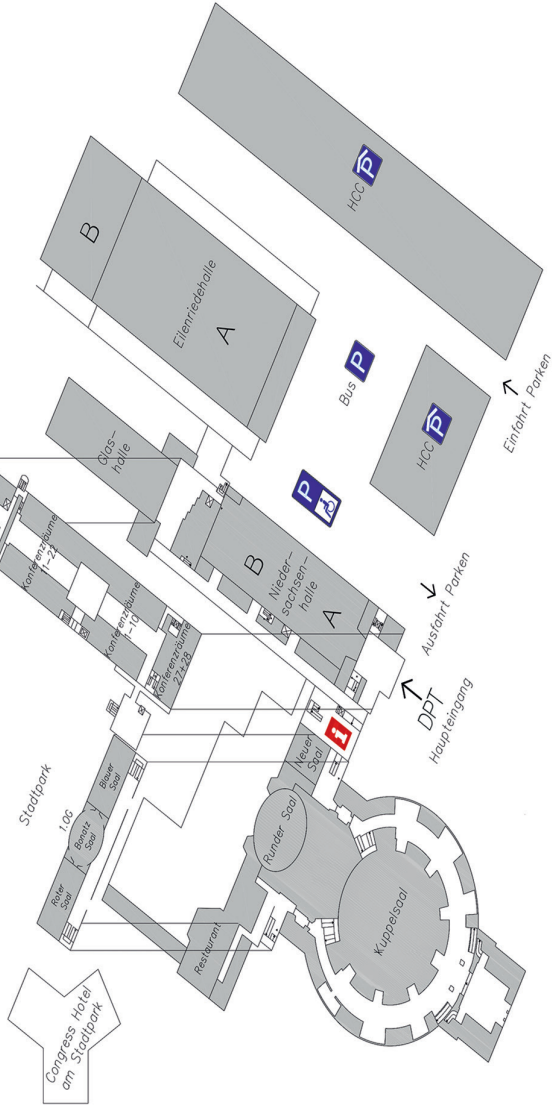 HCC
P
B
Eilenriedehalle
A
Bus
P
HCC
P
Einfahrt Parken
Glas-
halle
P
Konferenzräume
11-22
Konferenzräume
1-10
Konferenzräume
27+28
B
Nieder-
sachsen-
halle
A
Ausfahrt Parken
DPT
Haupteingang
i
Neuer
Saal
Runder Saal
Kuppelsaal
Restaurant
Stadtpark
1.OG
Blauer
Saal
Bonatz
Saal
Roter
Saal
Congress Hotel
am Stadtpark